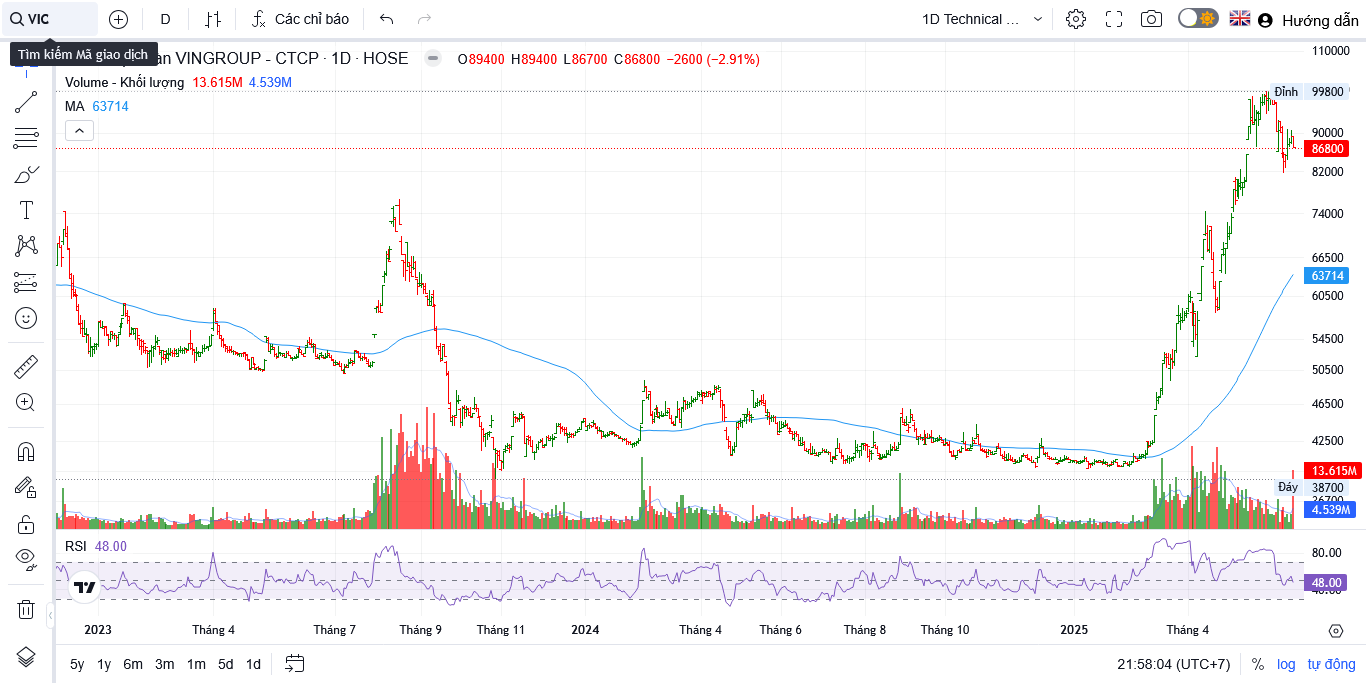 VIC D Các chỉ báo 1D Technical ... Hướng dẫn
Tìm kiếm Mã giao dịch
an VINGROUP - CTCP · 1D · HOSE O89400 H89400 L86700 C86800 −2600 (−2.91%)
Volume - Khối lượng 13.615M 4.539M
MA 63714
110000
Đỉnh 99800
90000
86800
82000
74000
66500
63714
60500
54500
50500
46500
42500
13.615M
Đáy 38700
36700
4.539M
RSI 48.00
80.00
48.00
40.00
2023 Tháng 4 Tháng 7 Tháng 9 Tháng 11 2024 Tháng 4 Tháng 6 Tháng 8 Tháng 10 2025 Tháng 4
5y 1y 6m 3m 1m 5d 1d 21:58:04 (UTC+7) % log tự động